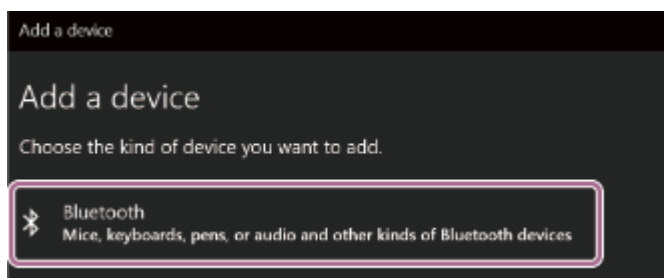 Add a device
Add a device
Choose the kind of device you want to add.
Bluetooth
Mice, keyboards, pens, or audio and other kinds of Bluetooth devices